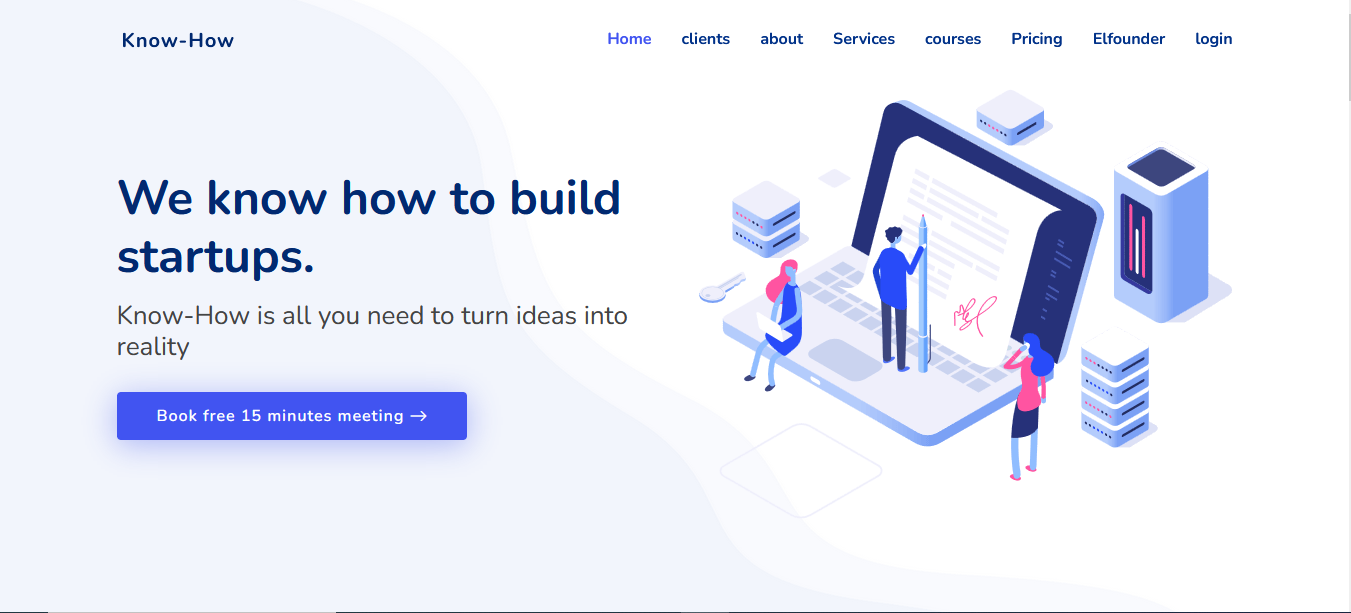 Know-How
Home clients about Services courses Pricing Elfounder login
We know how to build
startups.
Know-How is all you need to turn ideas into
reality
Book free 15 minutes meeting →